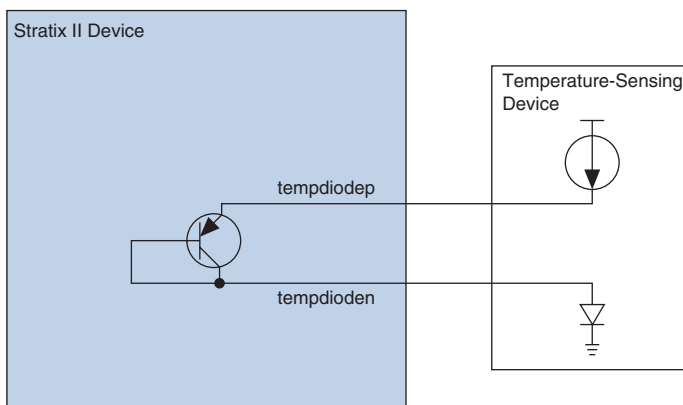 Stratix II Device
Temperature-Sensing
Device
tempdiodep
tempdioden